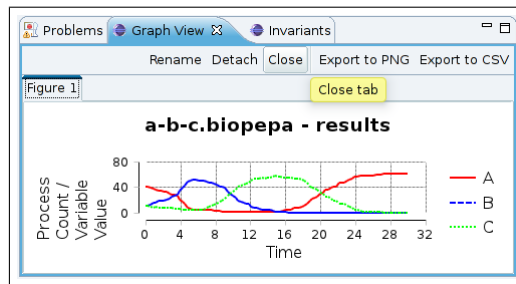 Problems Graph View Invariants
Rename Detach Close Export to PNG Export to CSV
Figure 1 Close tab
a-b-c.biopepa - results
Process
Count /
Variable
Value
80
40
0
0 4 8 12 16 20 24 28 32
Time
A
B
C